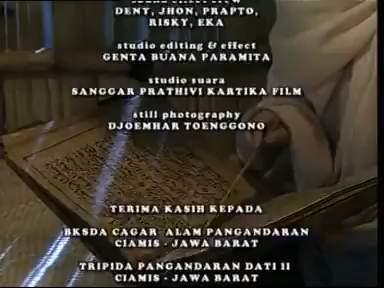 DENT, JHON, PRAPTO,
RISKY, EKA
studio editing & effect
GENTA BUANA PARAMITA
studio suara
SANGGAR PRATHIVI KARTIKA FILM
still photography
DJOEMHAR TOENGGONO
TERIMA KASIH KEPADA
BKSDA CAGAR ALAM PANGANDARAN
CIAMIS - JAWA BARAT
TRIPIDA PANGANDARAN DATI II
CIAMIS - JAWA BARAT